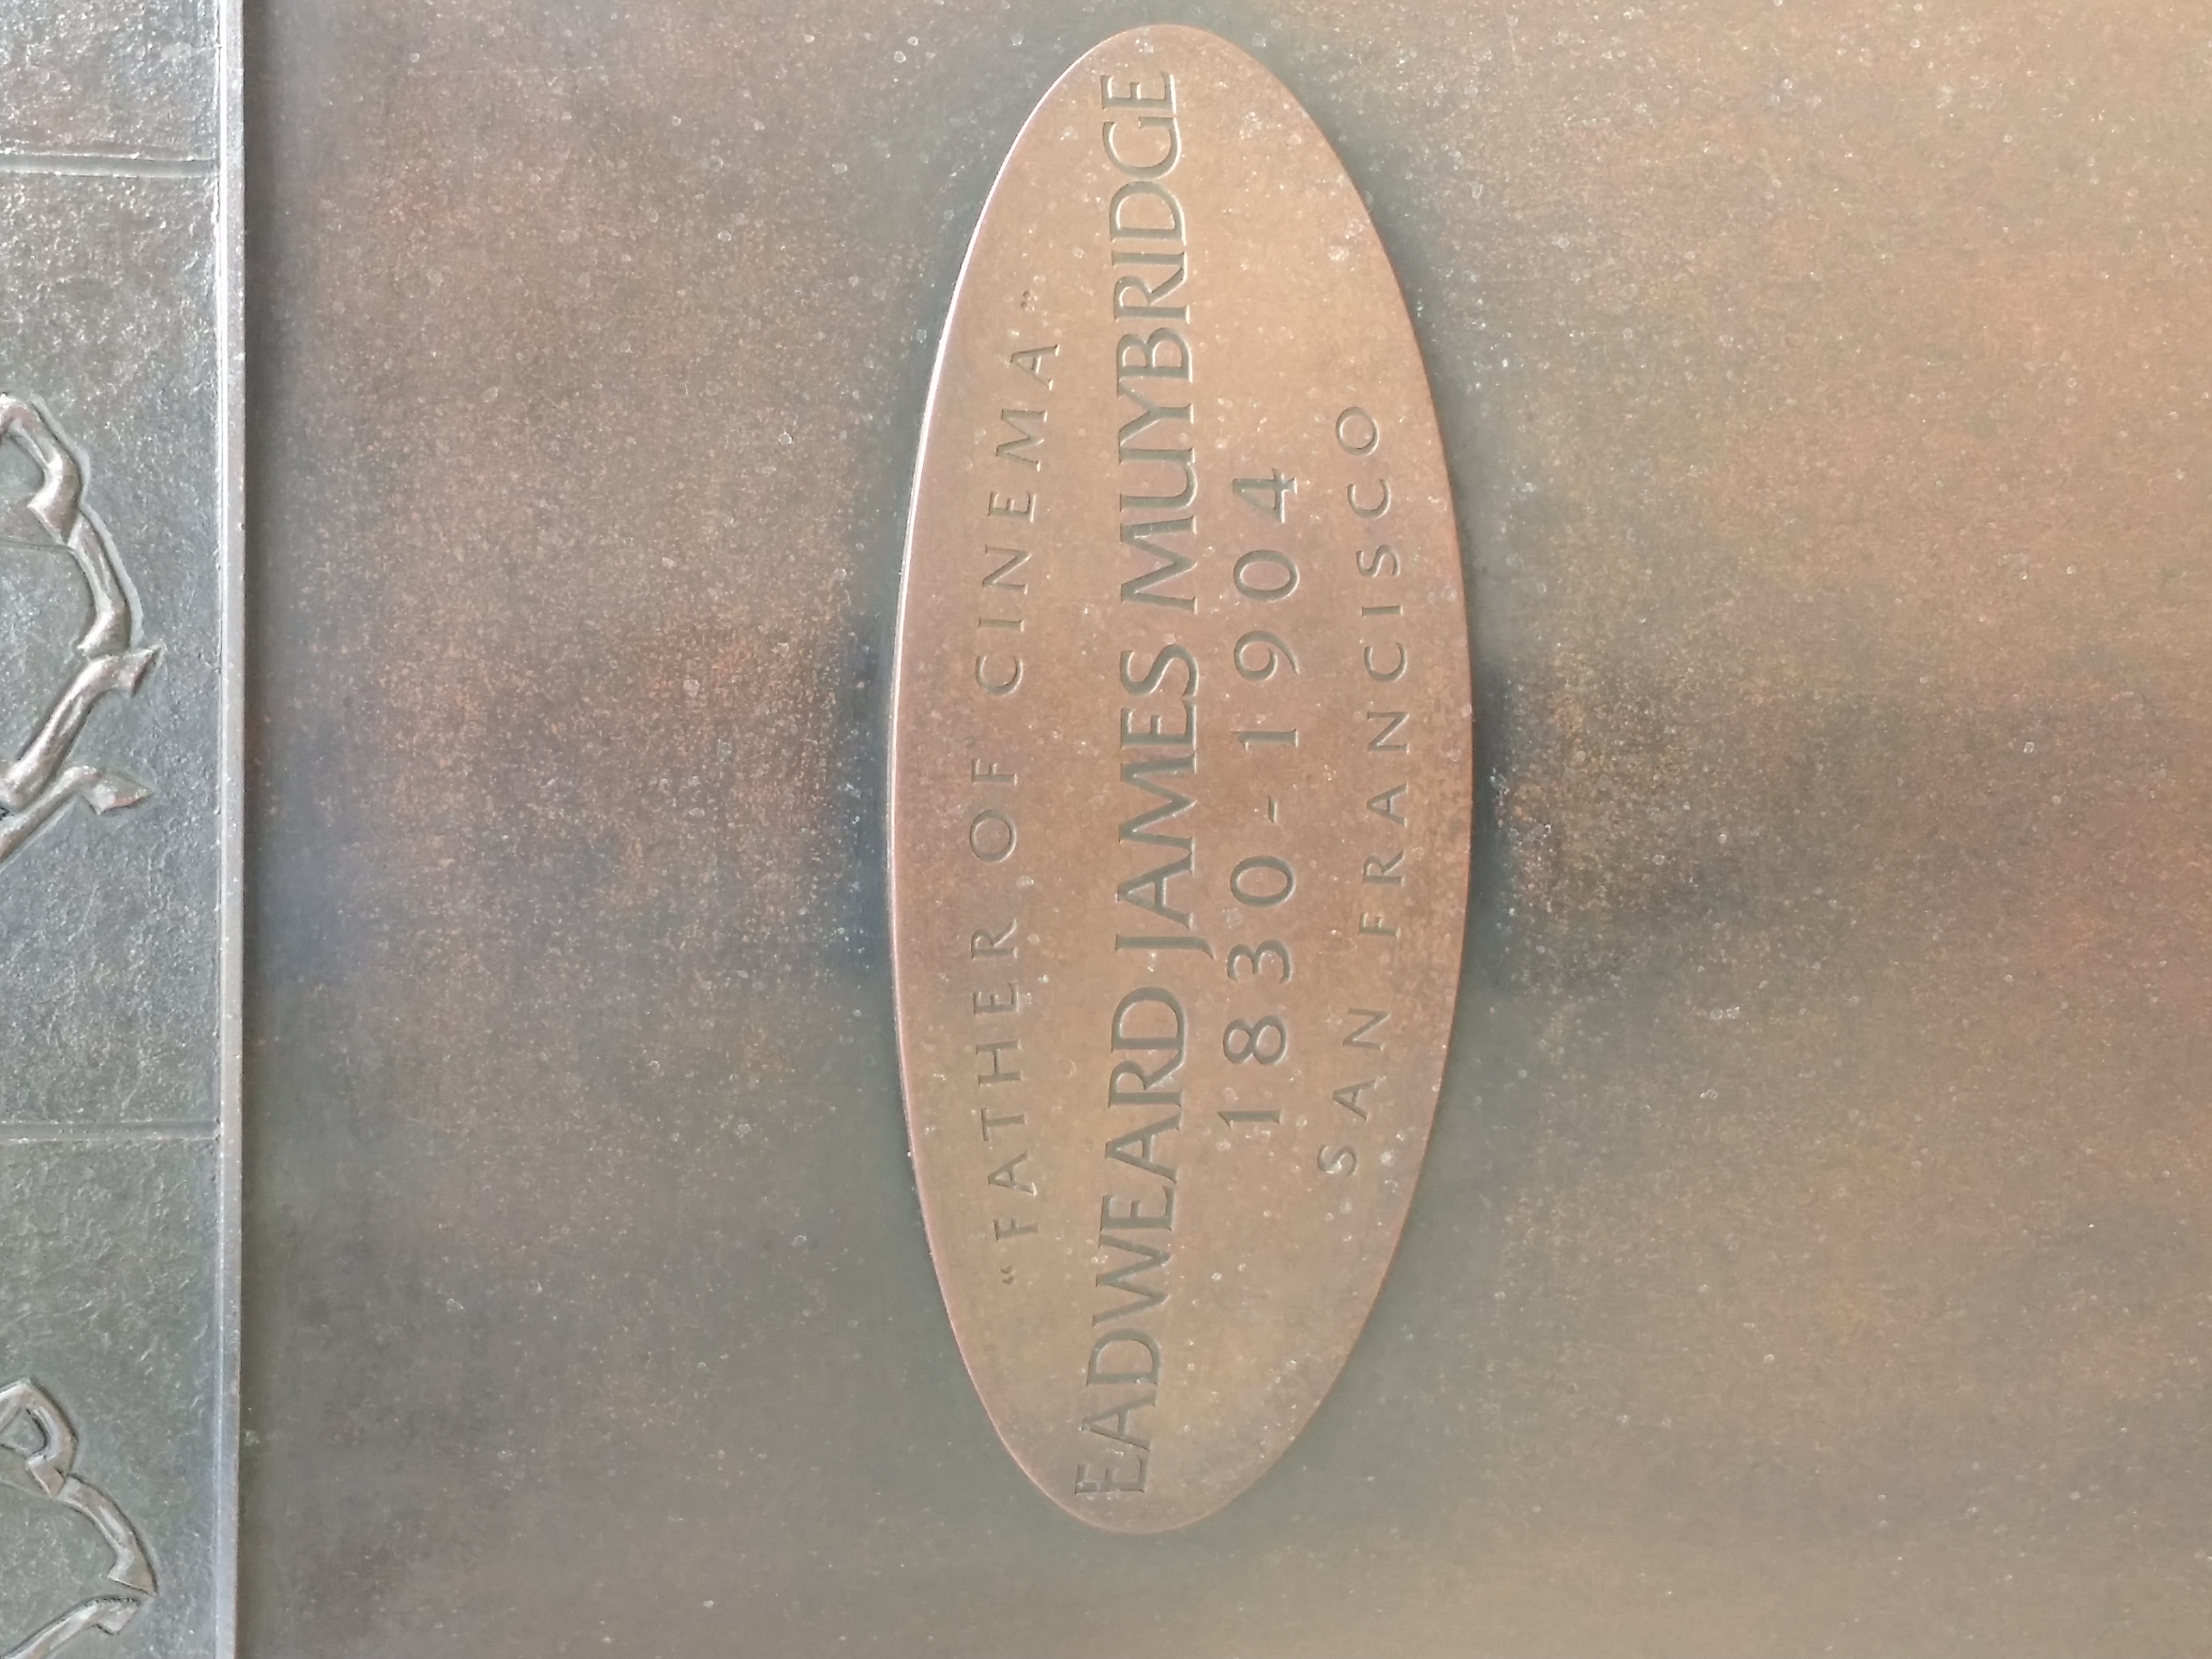 “FATHER OF CINEMA”
EADWEARD JAMES MUYBRIDGE
1830-1904
SAN FRANCISCO